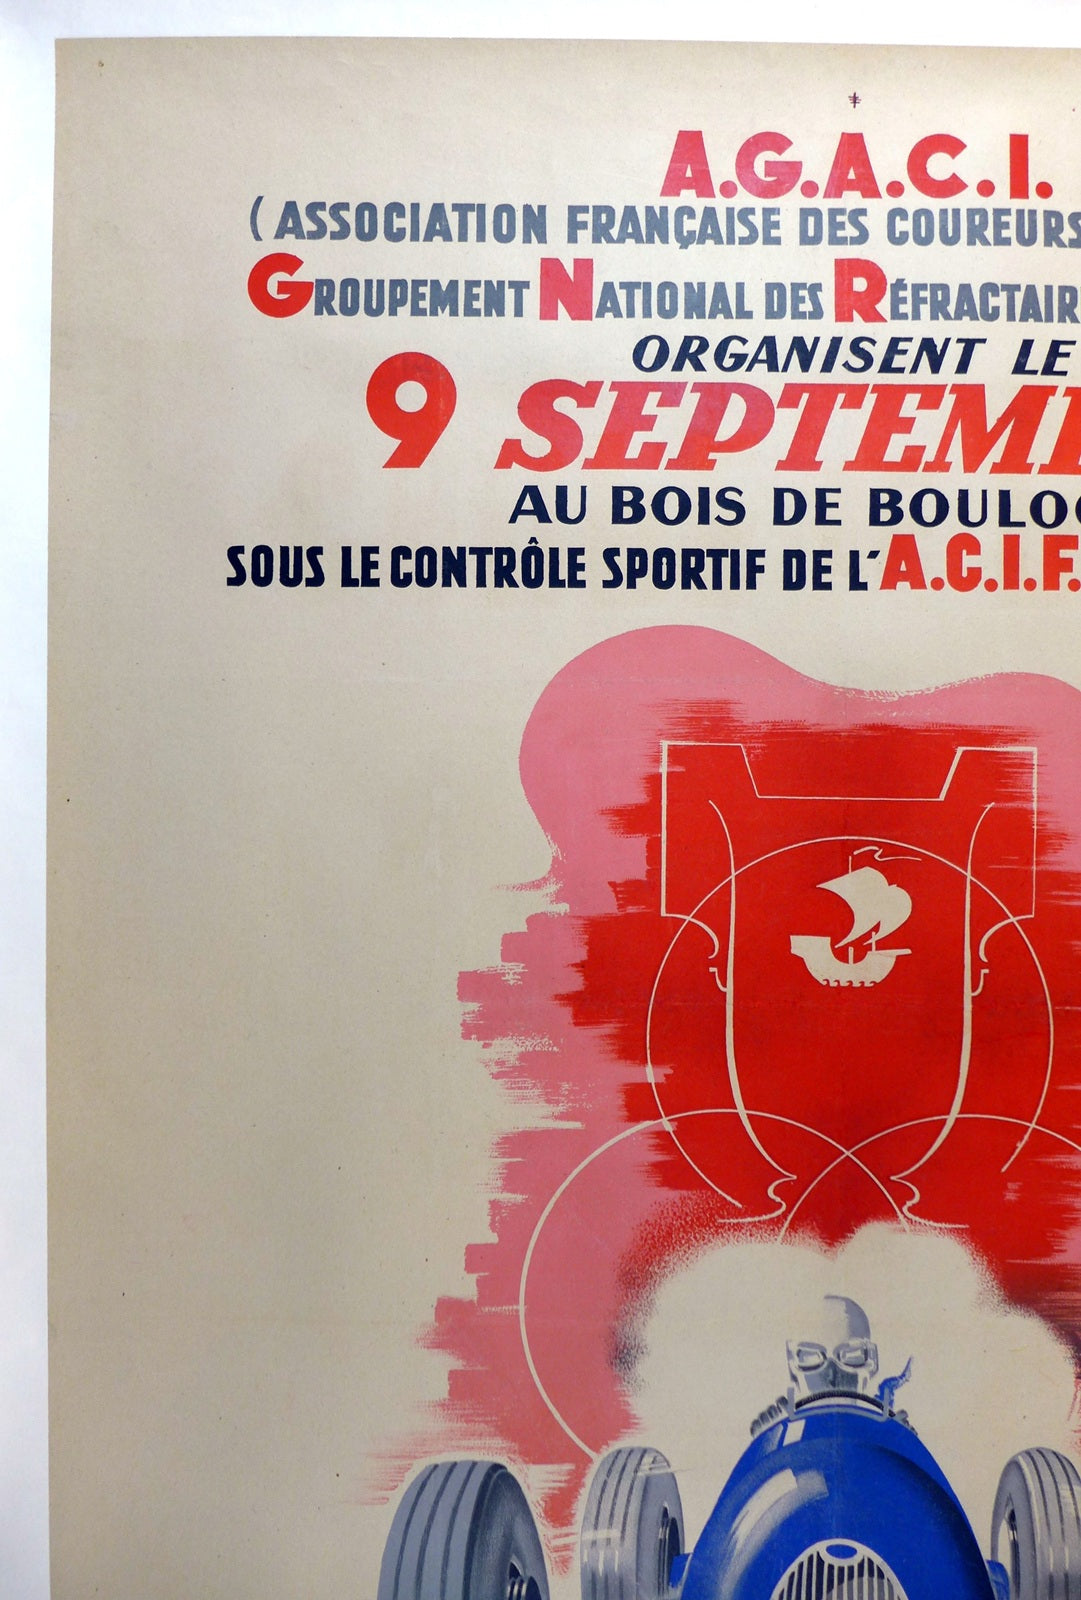 A.G.A.C.I.
(ASSOCIATION FRANÇAISE DES COUREURS
GROUPEMENT NATIONAL DES RÉFRACTAIR
ORGANISENT LE
9 SEPTEM
AU BOIS DE BOULO
SOUS LE CONTRÔLE SPORTIF DE L'A.C.I.F.